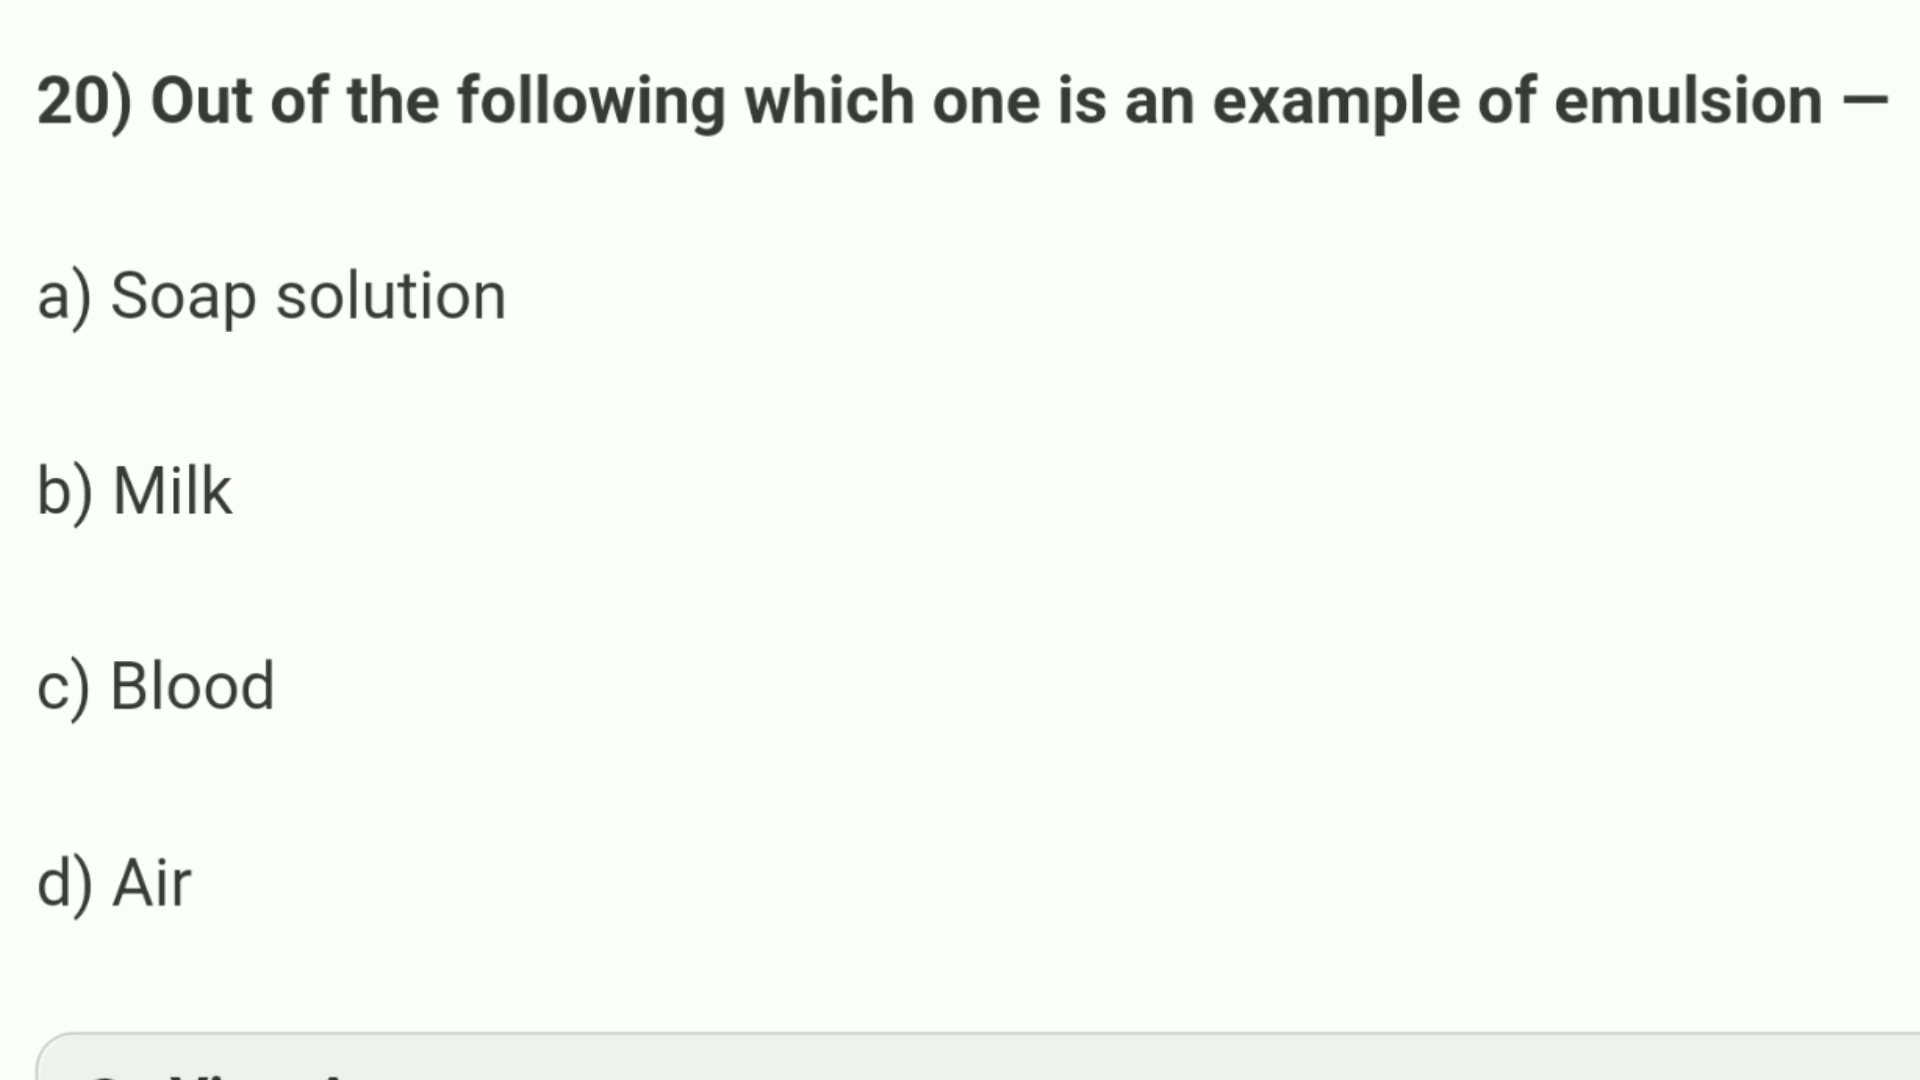 20) Out of the following which one is an example of emulsion —
a) Soap solution
b) Milk
c) Blood
d) Air